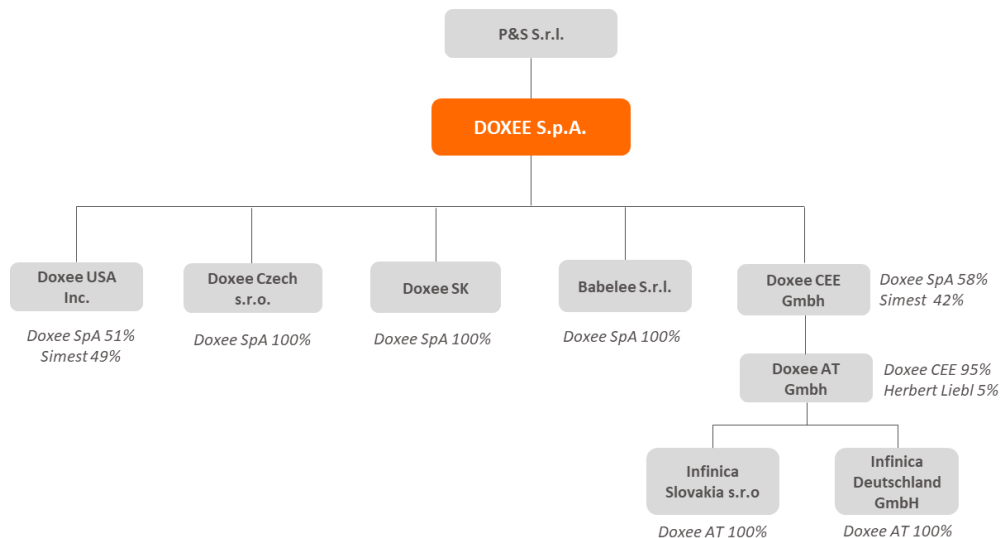 P&S S.r.l.
DOXEE S.p.A.
Doxee USA
Inc.
Doxee SpA 51%
Simest 49%
Doxee Czech
s.r.o.
Doxee SpA 100%
Doxee SK
Doxee SpA 100%
Babelee S.r.l.
Doxee SpA 100%
Doxee CEE
Gmbh
Doxee SpA 58%
Simest 42%
Doxee AT
Gmbh
Doxee CEE 95%
Herbert Liebl 5%
Infinica
Slovakia s.r.o
Doxee AT 100%
Infinica
Deutschland
GmbH
Doxee AT 100%